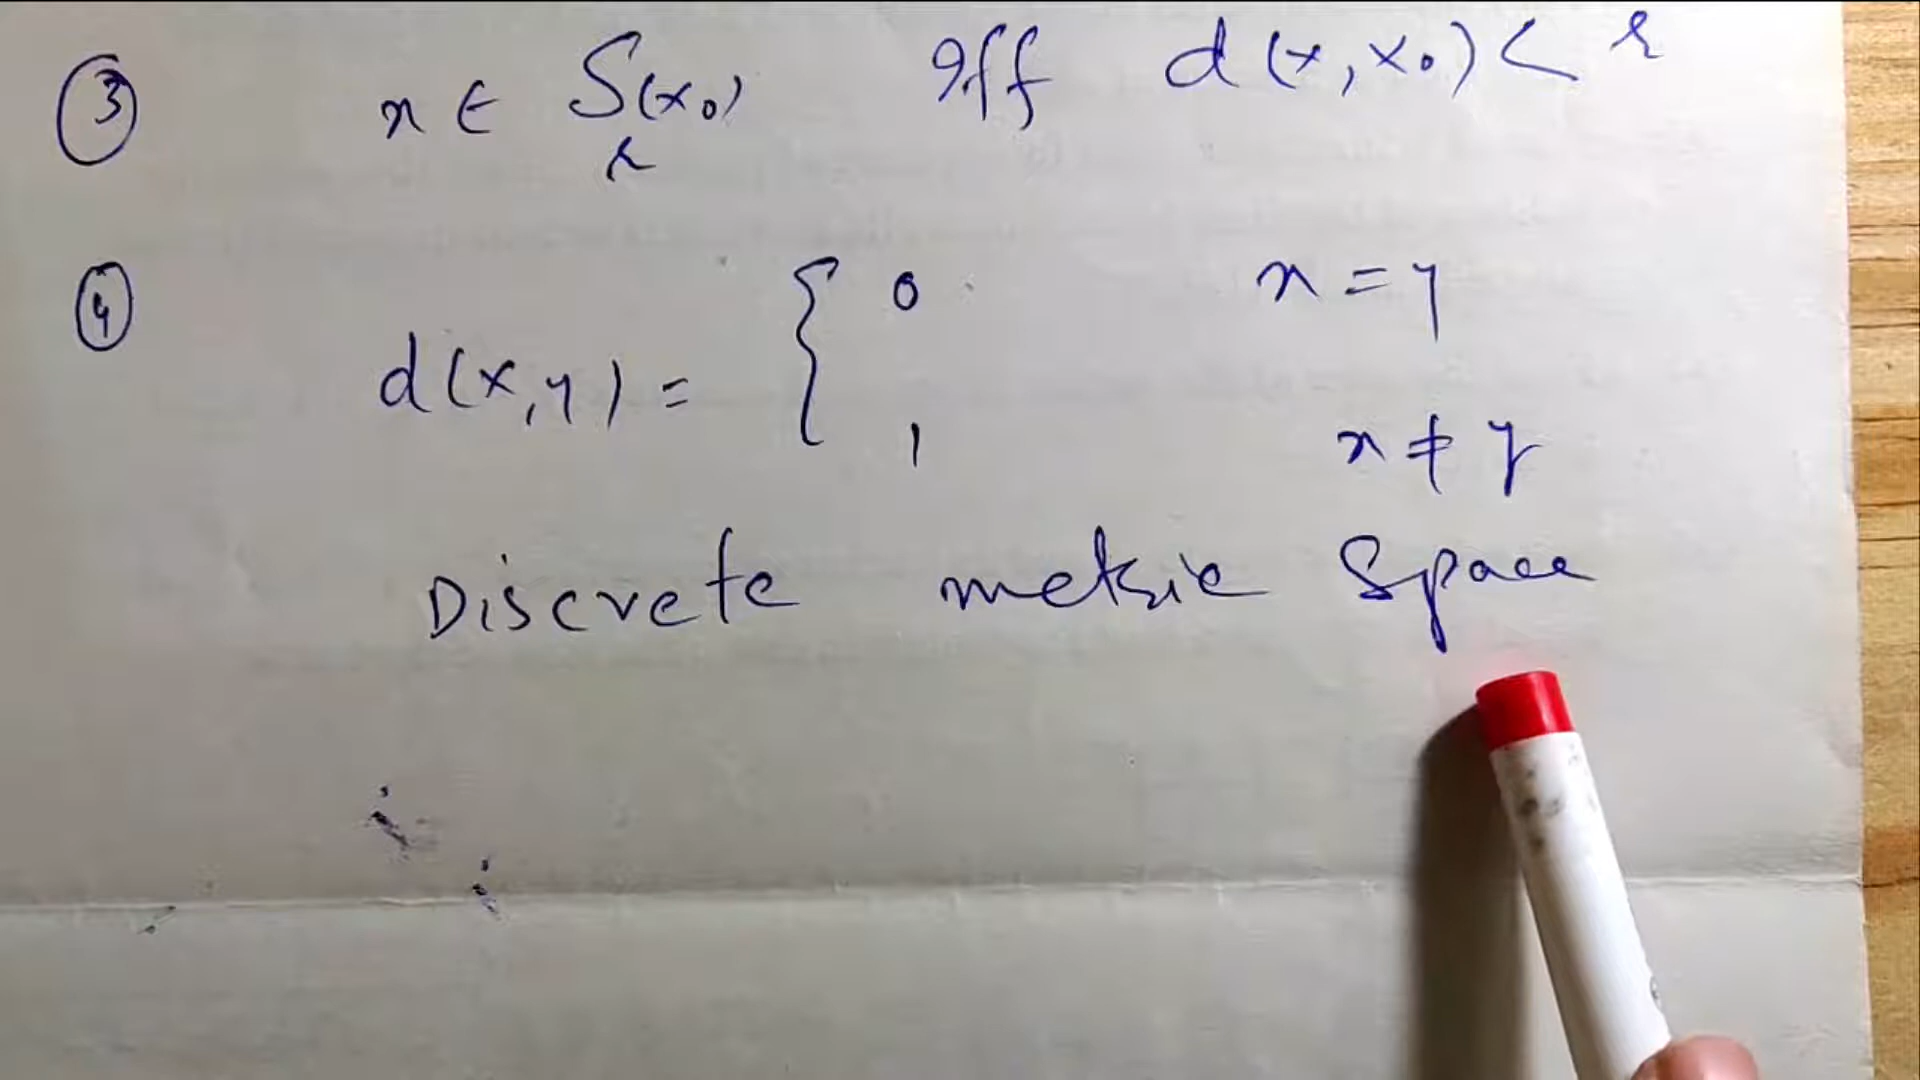 ③ x ∈ S_r(x₀) iff d(x, x₀) < r
④ d(x, y) = { 0 x = y
1 x ≠ y
Discrete metric Space